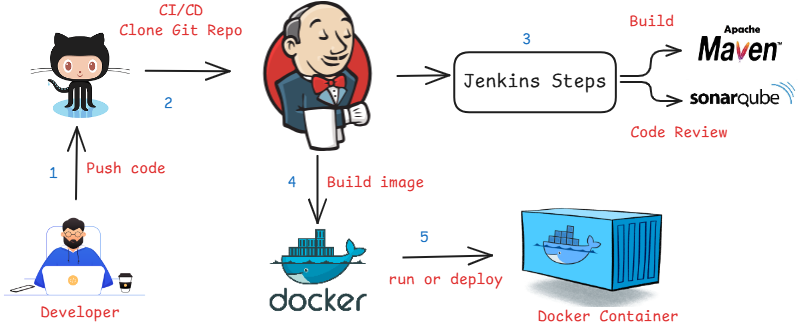 CI/CD
Clone Git Repo
2
3
Jenkins Steps
Build
Apache
Maven™
sonarqube
Code Review
1
Push code
4
Build image
Developer
docker
5
run or deploy
Docker Container